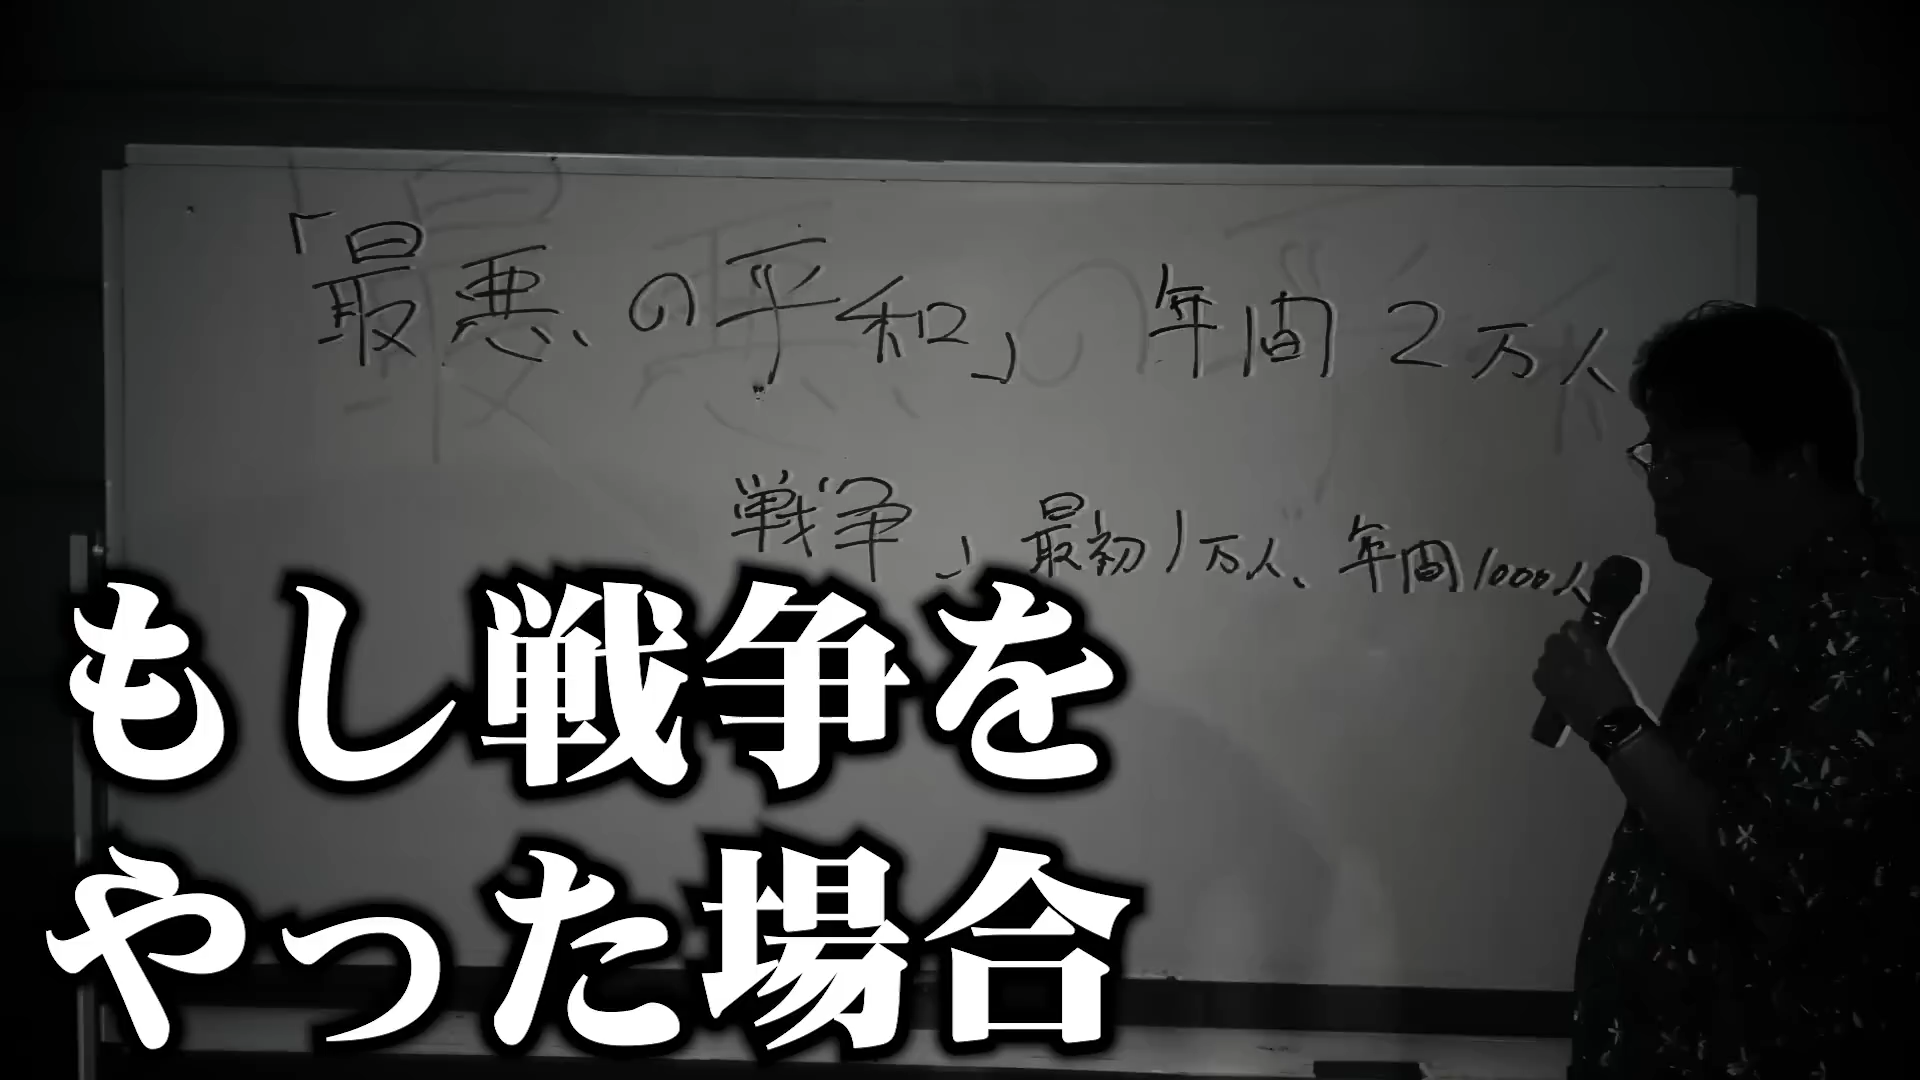 「最悪の平和」 年間2万人
戦争」 最初1万人、年間1000人
もし戦争を
やった場合